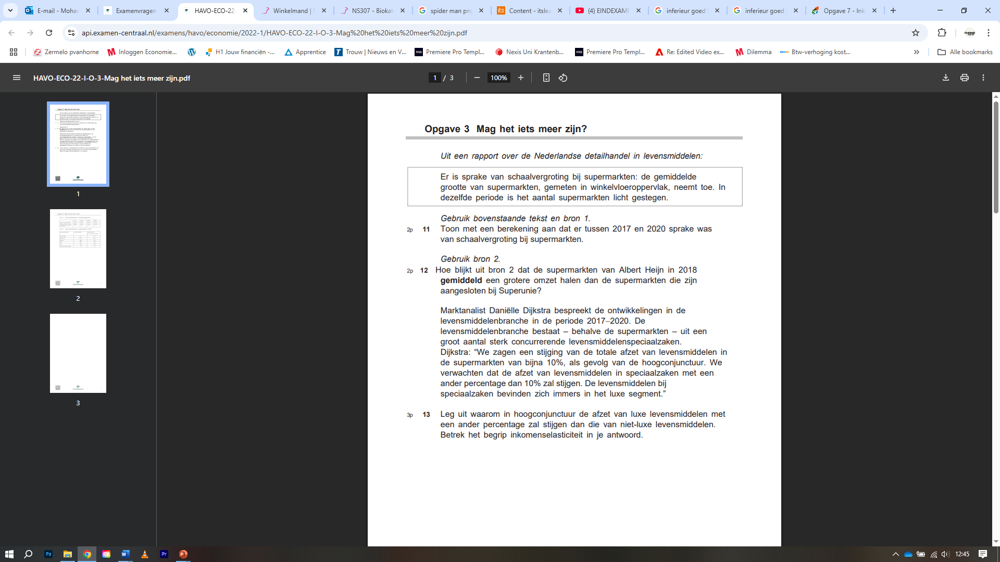 E-mail - Mohar
Examenvragen
HAVO-ECO-22-
Winkelmand | S
NS307 - Biokat
spider man png
Content - itslea
(4) EINDEXAME
inferieur goed
inferieur goed
Opgave 7 - Ink
api.examen-centraal.nl/examens/havo/economie/2022-1/HAVO-ECO-22-I-O-3-Mag%20het%20iets%20meer%20zijn.pdf
Zermelo pvanhorne
Inloggen Economie...
H1 Jouw financiën -...
Apprentice
Trouw | Nieuws en V...
Premiere Pro Templ...
Nexis Uni Krantenb...
Premiere Pro Templ...
Re: Edited Video ex...
Dilemma
Btw-verhoging kost...
Alle bookmarks
HAVO-ECO-22-I-O-3-Mag het iets meer zijn.pdf
1 / 3
100%
1
2
3
Opgave 3 Mag het iets meer zijn?
Uit een rapport over de Nederlandse detailhandel in levensmiddelen:
Er is sprake van schaalvergroting bij supermarkten: de gemiddelde
grootte van supermarkten, gemeten in winkelvloeroppervlak, neemt toe. In
dezelfde periode is het aantal supermarkten licht gestegen.
Gebruik bovenstaande tekst en bron 1.
2p 11 Toon met een berekening aan dat er tussen 2017 en 2020 sprake was
van schaalvergroting bij supermarkten.
Gebruik bron 2.
2p 12 Hoe blijkt uit bron 2 dat de supermarkten van Albert Heijn in 2018
gemiddeld een grotere omzet halen dan de supermarkten die zijn
aangesloten bij Superunie?
Marktanalist Daniëlle Dijkstra bespreekt de ontwikkelingen in de
levensmiddelenbranche in de periode 2017–2020. De
levensmiddelenbranche bestaat – behalve de supermarkten – uit een
groot aantal sterk concurrerende levensmiddelenspeciaalzaken.
Dijkstra: “We zagen een stijging van de totale afzet van levensmiddelen in
de supermarkten van bijna 10%, als gevolg van de hoogconjunctuur. We
verwachten dat de afzet van levensmiddelen in speciaalzaken met een
ander percentage dan 10% zal stijgen. De levensmiddelen bij
speciaalzaken bevinden zich immers in het luxe segment.”
3p 13 Leg uit waarom in hoogconjunctuur de afzet van luxe levensmiddelen met
een ander percentage zal stijgen dan die van niet-luxe levensmiddelen.
Betrek het begrip inkomenselasticiteit in je antwoord.
12:45